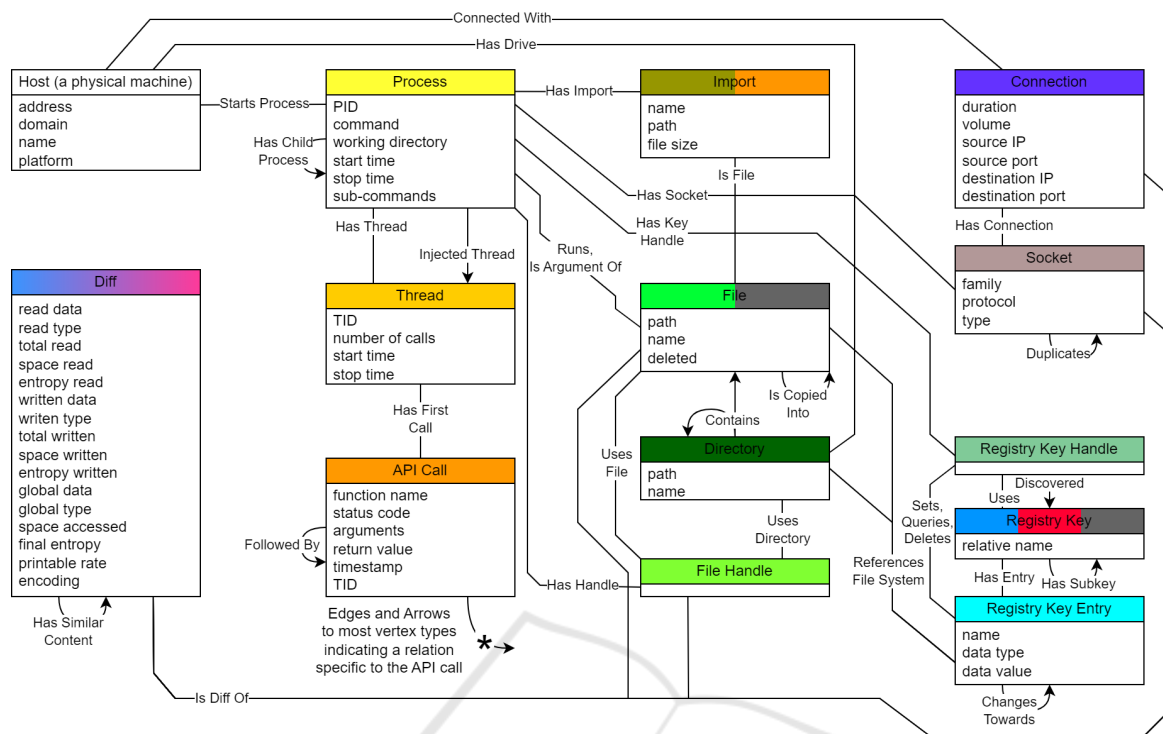 Connected With
Has Drive
Host (a physical machine)
address
domain
name
platform
Starts Process
Process
PID
command
working directory
start time
stop time
sub-commands
Has Child
Process
Has Import
Import
name
path
file size
Connection
duration
volume
source IP
source port
destination IP
destination port
Is File
Has Socket
Has Thread
Injected Thread
Runs,
Is Argument Of
Has Key
Handle
Has Connection
Socket
family
protocol
type
Duplicates
Diff
read data
read type
total read
space read
entropy read
written data
writen type
total written
space written
entropy written
global data
global type
space accessed
final entropy
printable rate
encoding
Has Similar
Content
Thread
TID
number of calls
start time
stop time
File
path
name
deleted
Is Copied
Into
Contains
Has First
Call
Uses
File
Directory
path
name
Registry Key Handle
API Call
function name
status code
arguments
return value
timestamp
TID
Followed By
Uses
Directory
Sets,
Queries,
Deletes
Uses
Discovered
Registry Key
relative name
Has Entry
Has Subkey
References
File System
Has Handle
File Handle
Registry Key Entry
name
data type
data value
Changes
Towards
Edges and Arrows
to most vertex types
indicating a relation
specific to the API call
*
Is Diff Of